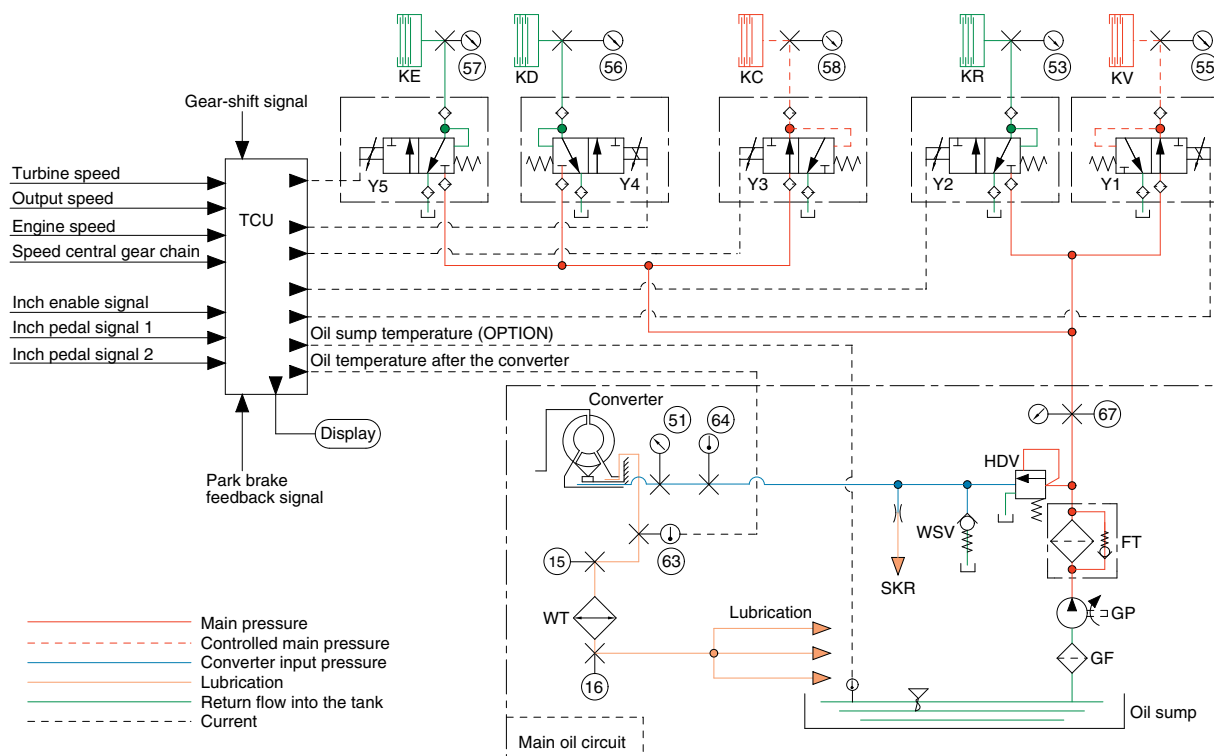 KE
57
KD
56
KC
58
KR
53
KV
55
Gear-shift signal
Y5
Y4
Y3
Y2
Y1
TCU
Turbine speed
Output speed
Engine speed
Speed central gear chain
Inch enable signal
Inch pedal signal 1
Inch pedal signal 2
Oil sump temperature (OPTION)
Oil temperature after the converter
Display
Park brake
feedback signal
Converter
51
64
67
HDV
WSV
FT
SKR
63
15
WT
16
Lubrication
GP
GF
Oil sump
Main oil circuit
Main pressure
Controlled main pressure
Converter input pressure
Lubrication
Return flow into the tank
Current